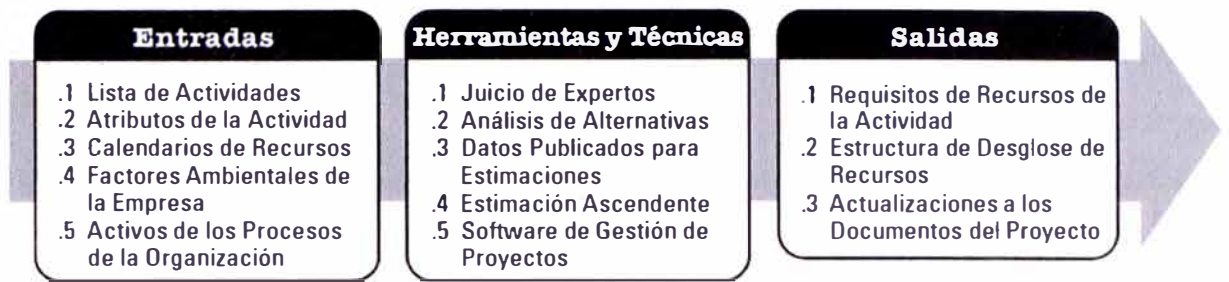 Entradas
.1 Lista de Actividades
.2 Atributos de la Actividad
.3 Calendarios de Recursos
.4 Factores Ambientales de
la Empresa
.5 Activos de los Procesos
de la Organización
Herramientas y Técnicas
.1 Juicio de Expertos
.2 Análisis de Alternativas
.3 Datos Publicados para
Estimaciones
.4 Estimación Ascendente
.5 Software de Gestión de
Proyectos
Salidas
.1 Requisitos de Recursos de
la Actividad
.2 Estructura de Desglose de
Recursos
.3 Actualizaciones a los
Documentos del Proyecto